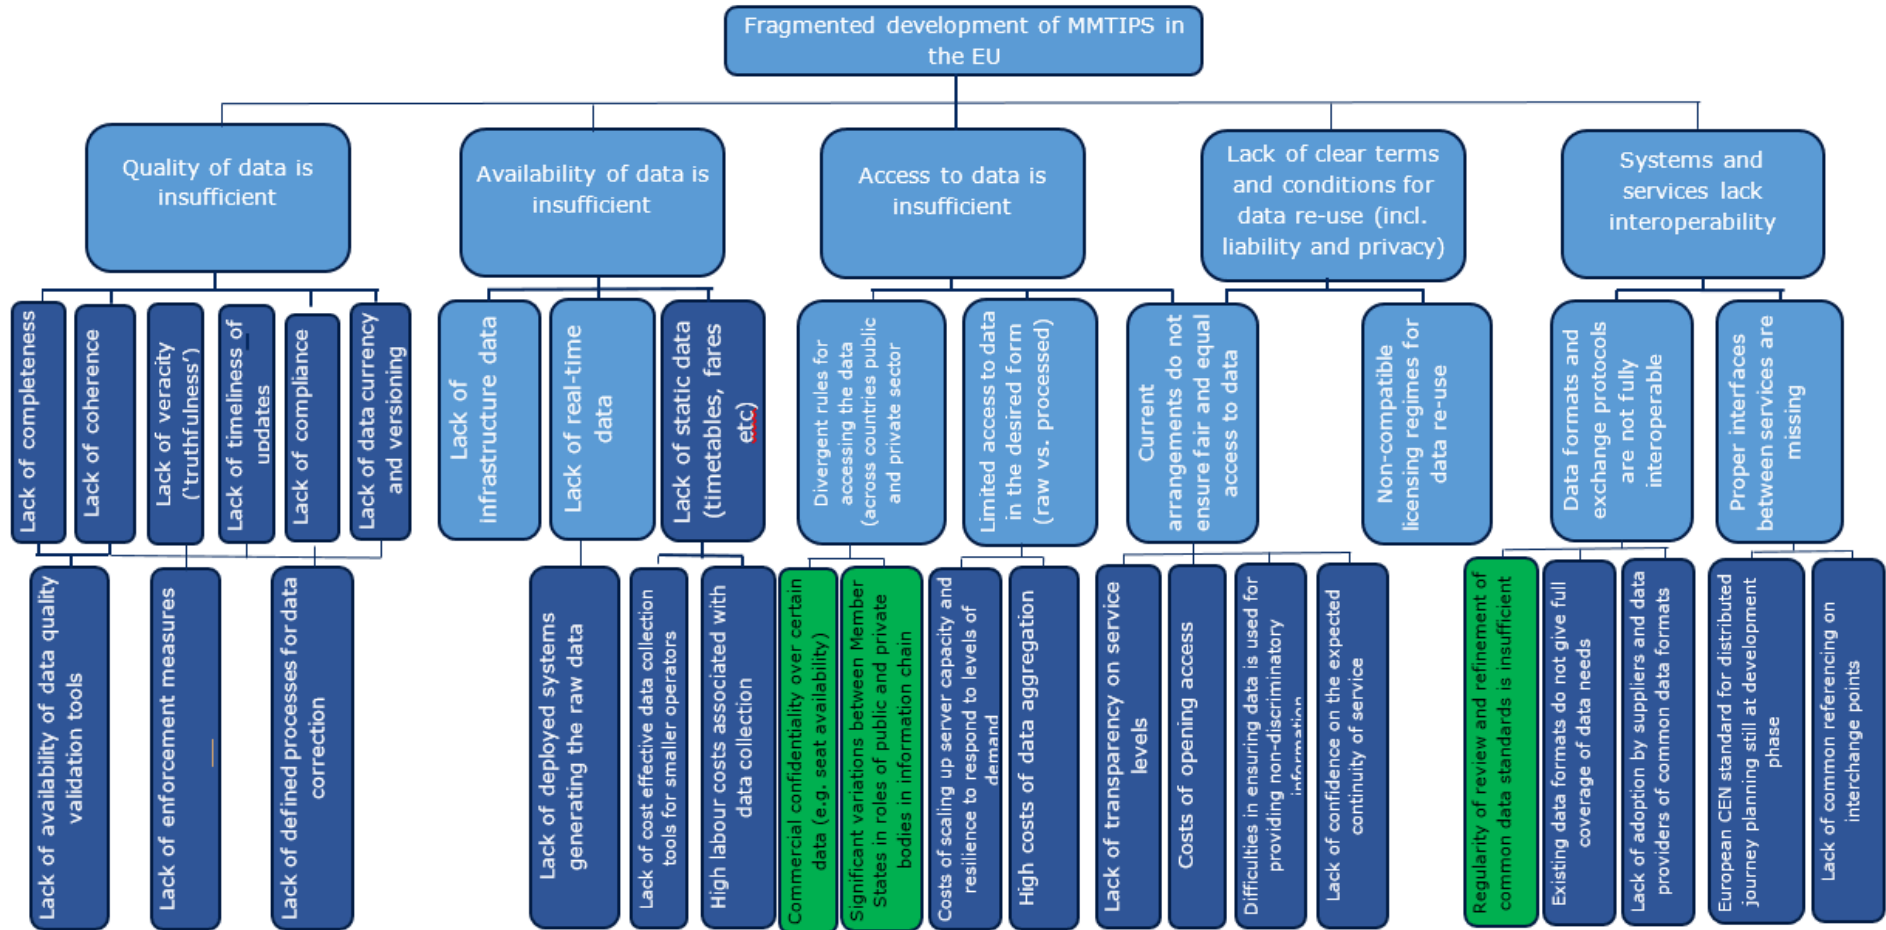 Fragmented development of MMTIPS in
the EU
Quality of data is
insufficient
Availability of data is
insufficient
Access to data is
insufficient
Lack of clear terms
and conditions for
data re-use (incl.
liability and privacy)
Systems and
services lack
interoperability
Lack of completeness
Lack of coherence
Lack of veracity
(‘truthfulness’)
Lack of timeliness of
updates
Lack of compliance
Lack of data currency
and versioning
Lack of
infrastructure data
Lack of real-time
data
Lack of static data
(timetables, fares
etc)
Divergent rules for
accessing the data
(across countries public
and private sector
Limited access to data
in the desired form
(raw vs. processed)
Current
arrangements do not
ensure fair and equal
access to data
Non-compatible
licensing regimes for
data re-use
Data formats and
exchange protocols
are not fully
interoperable
Proper interfaces
between services are
missing
Lack of availability of data quality
validation tools
Lack of enforcement measures
Lack of defined processes for data
correction
Lack of deployed systems
generating the raw data
Lack of cost effective data collection
tools for smaller operators
High labour costs associated with
data collection
Commercial confidentiality over certain
data (e.g. seat availability)
Significant variations between Member
States in roles of public and private
bodies in information chain
Costs of scaling up server capacity and
resilience to respond to levels of
demand
High costs of data aggregation
Lack of transparency on service
levels
Costs of opening access
Difficulties in ensuring data is used for
providing non-discriminatory
information
Lack of confidence on the expected
continuity of service
Regularity of review and refinement of
common data standards is insufficient
Existing data formats do not give full
coverage of data needs
Lack of adoption by suppliers and data
providers of common data formats
European CEN standard for distributed
journey planning still at development
phase
Lack of common referencing on
interchange points